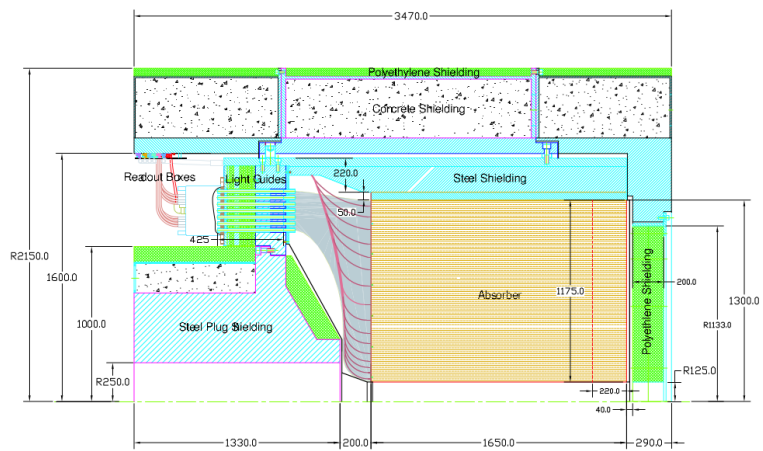 3470.0
Polyethylene Shielding
Concrete Shielding
Readout Boxes
Light Guides
220.0
Steel Shielding
50.0
425
R2150.0
1600.0
1000.0
R250.0
Steel Plug Shielding
Absorber
1175.0
Polyethlene Shielding
200.0
R1133.0
1300.0
R125.0
220.0
40.0
1330.0
200.0
1650.0
290.0